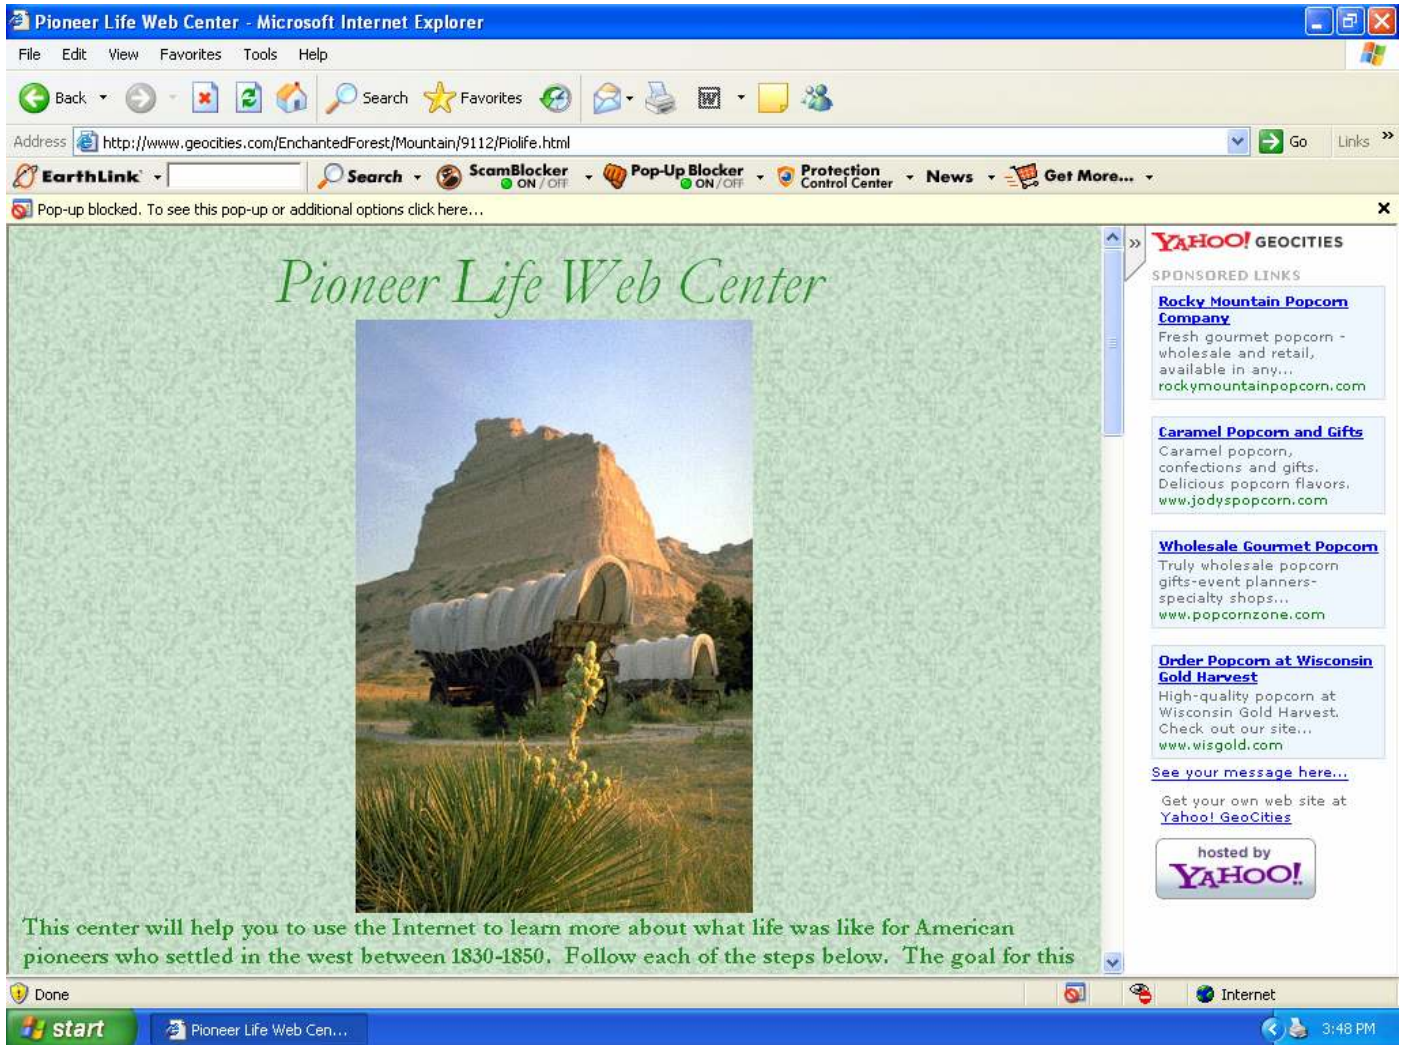 Pioneer Life Web Center - Microsoft Internet Explorer
File Edit View Favorites Tools Help
Back Search Favorites
Address http://www.geocities.com/EnchantedForest/Mountain/9112/Piolife.html Go Links »
EarthLink Search ScamBlocker ON / OFF Pop-Up Blocker ON / OFF Protection Control Center News Get More...
Pop-up blocked. To see this pop-up or additional options click here...
Pioneer Life Web Center
This center will help you to use the Internet to learn more about what life was like for American
pioneers who settled in the west between 1830-1850. Follow each of the steps below. The goal for this
» YAHOO! GEOCITIES
SPONSORED LINKS
Rocky Mountain Popcorn
Company
Fresh gourmet popcorn -
wholesale and retail,
available in any...
rockymountainpopcorn.com
Caramel Popcorn and Gifts
Caramel popcorn,
confections and gifts.
Delicious popcorn flavors.
www.jodyspopcorn.com
Wholesale Gourmet Popcorn
Truly wholesale popcorn
gifts-event planners-
specialty shops...
www.popcornzone.com
Order Popcorn at Wisconsin
Gold Harvest
High-quality popcorn at
Wisconsin Gold Harvest.
Check out our site...
www.wisgold.com
See your message here...
Get your own web site at
Yahoo! GeoCities
hosted by
YAHOO!
Done Internet
start Pioneer Life Web Cen... 3:48 PM